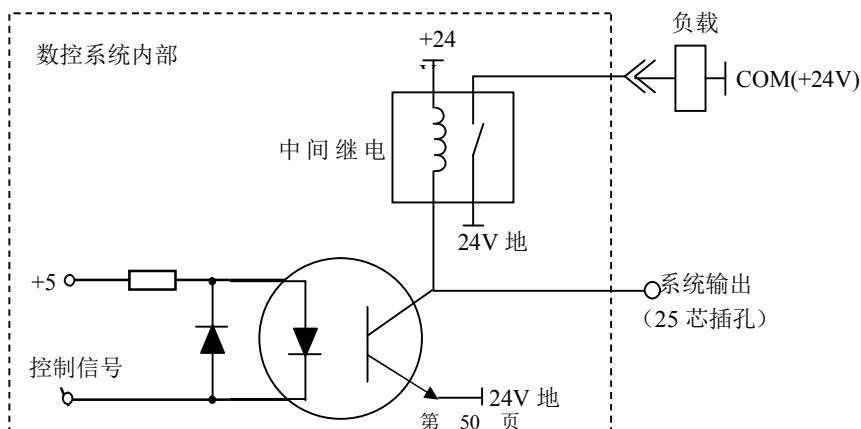 负载
+24
数控系统内部
COM(+24V)
中间继电
24V 地
+5
系统输出
（25 芯插孔）
控制信号
24V 地
第 50 页